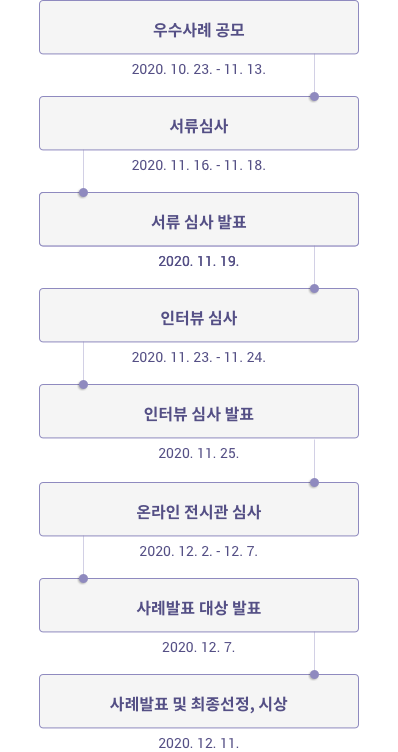 우수사례 공모
2020. 10. 23. - 11. 13.
서류심사
2020. 11. 16. - 11. 18.
서류 심사 발표
2020. 11. 19.
인터뷰 심사
2020. 11. 23. - 11. 24.
인터뷰 심사 발표
2020. 11. 25.
온라인 전시관 심사
2020. 12. 2. - 12. 7.
사례발표 대상 발표
2020. 12. 7.
사례발표 및 최종선정, 시상
2020. 12. 11.